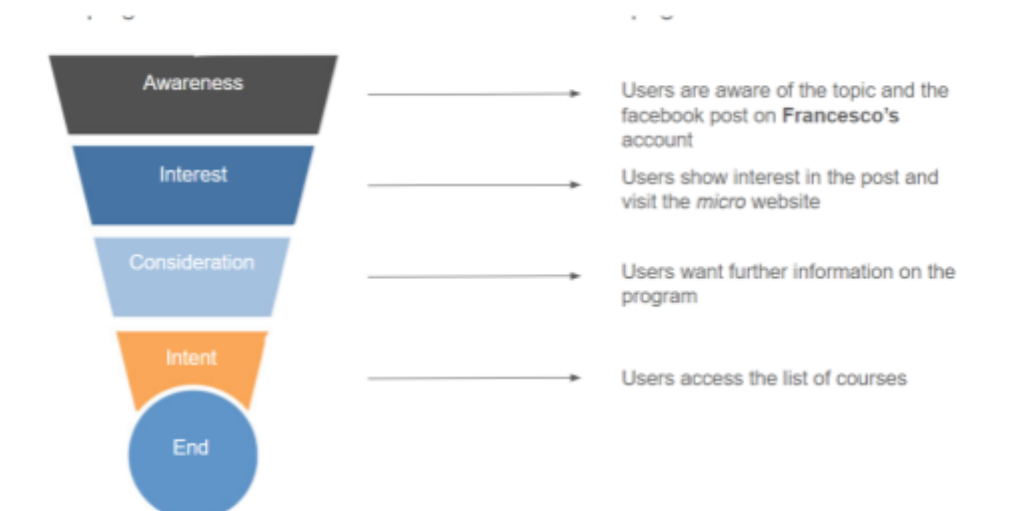 Awareness
Users are aware of the topic and the
facebook post on Francesco's
account
Interest
Users show interest in the post and
visit the micro website
Consideration
Users want further information on the
program
Intent
Users access the list of courses
End